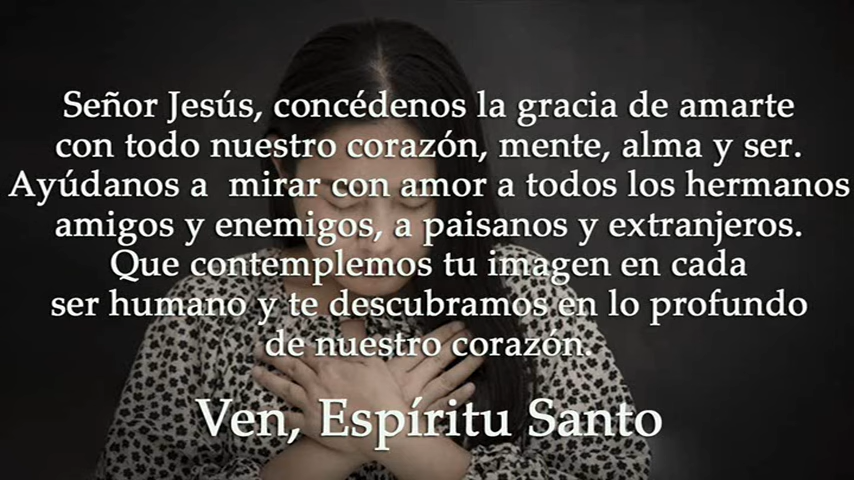 Señor Jesús, concédenos la gracia de amarte
con todo nuestro corazón, mente, alma y ser.
Ayúdanos a  mirar con amor a todos los hermanos
amigos y enemigos, a paisanos y extranjeros.
Que contemplemos tu imagen en cada
ser humano y te descubramos en lo profundo
de nuestro corazón.
Ven, Espíritu Santo